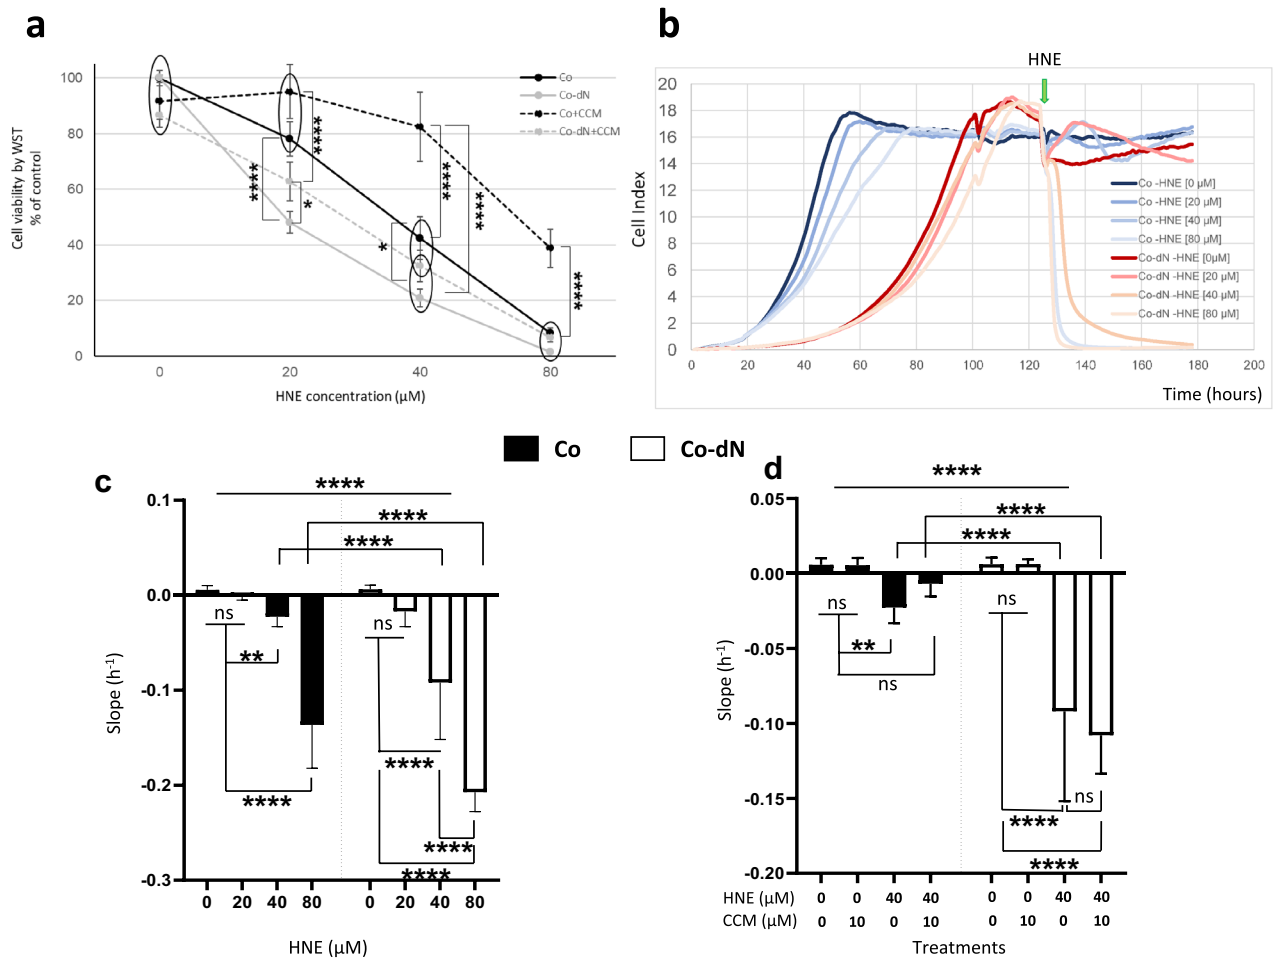 a
Cell viability by WST
% of control
100
80
60
40
20
0
0
20
40
80
HNE concentration (µM)
Co
Co-dN
Co+CCM
Co-dN+CCM
****
****
*
*
****
****
****
b
HNE
Cell Index
20
18
16
14
12
10
8
6
4
2
0
0
20
40
60
80
100
120
140
160
180
200
Time (hours)
Co -HNE [0 µM]
Co -HNE [20 µM]
Co -HNE [40 µM]
Co -HNE [80 µM]
Co-dN -HNE [0µM]
Co-dN -HNE [20 µM]
Co-dN -HNE [40 µM]
Co-dN -HNE [80 µM]
Co
Co-dN
c
****
****
****
0.1
0.0
-0.1
-0.2
-0.3
Slope (h⁻¹)
ns
**
****
ns
****
****
****
0 20 40 80 0 20 40 80
HNE (µM)
d
****
****
****
0.05
0.00
-0.05
-0.10
-0.15
-0.20
Slope (h⁻¹)
ns
**
ns
ns
ns
****
****
HNE (µM) 0 0 40 40 0 0 40 40
CCM (µM) 0 10 0 10 0 10 0 10
Treatments